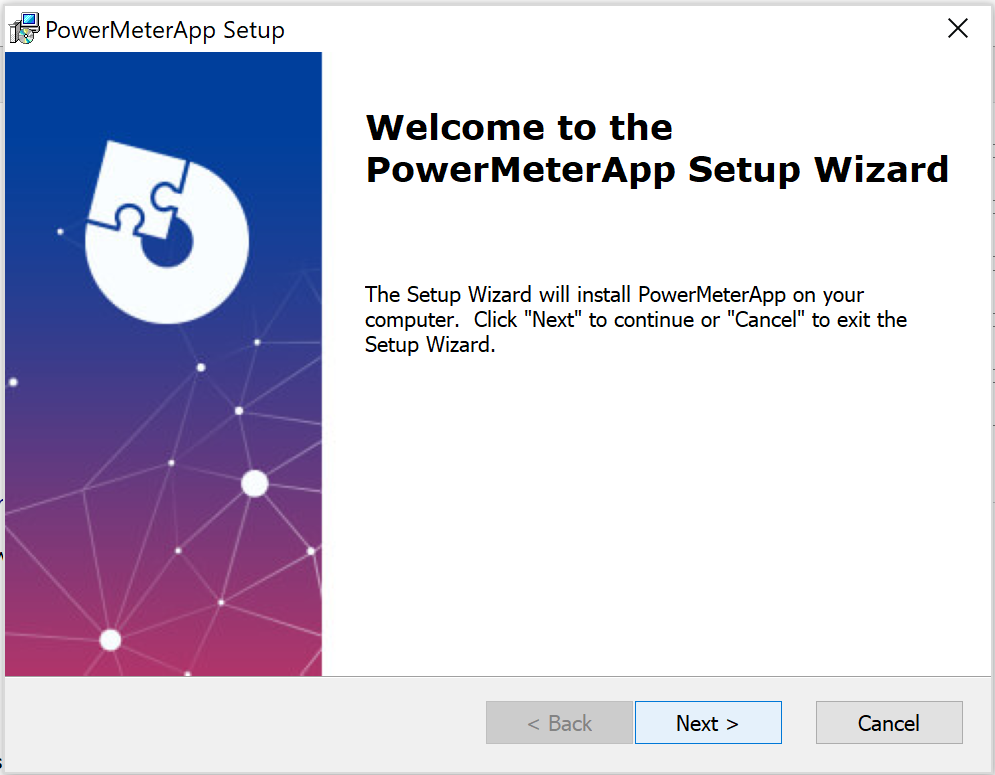 PowerMeterApp Setup
Welcome to the
PowerMeterApp Setup Wizard
The Setup Wizard will install PowerMeterApp on your
computer.  Click "Next" to continue or "Cancel" to exit the
Setup Wizard.
< Back
Next >
Cancel